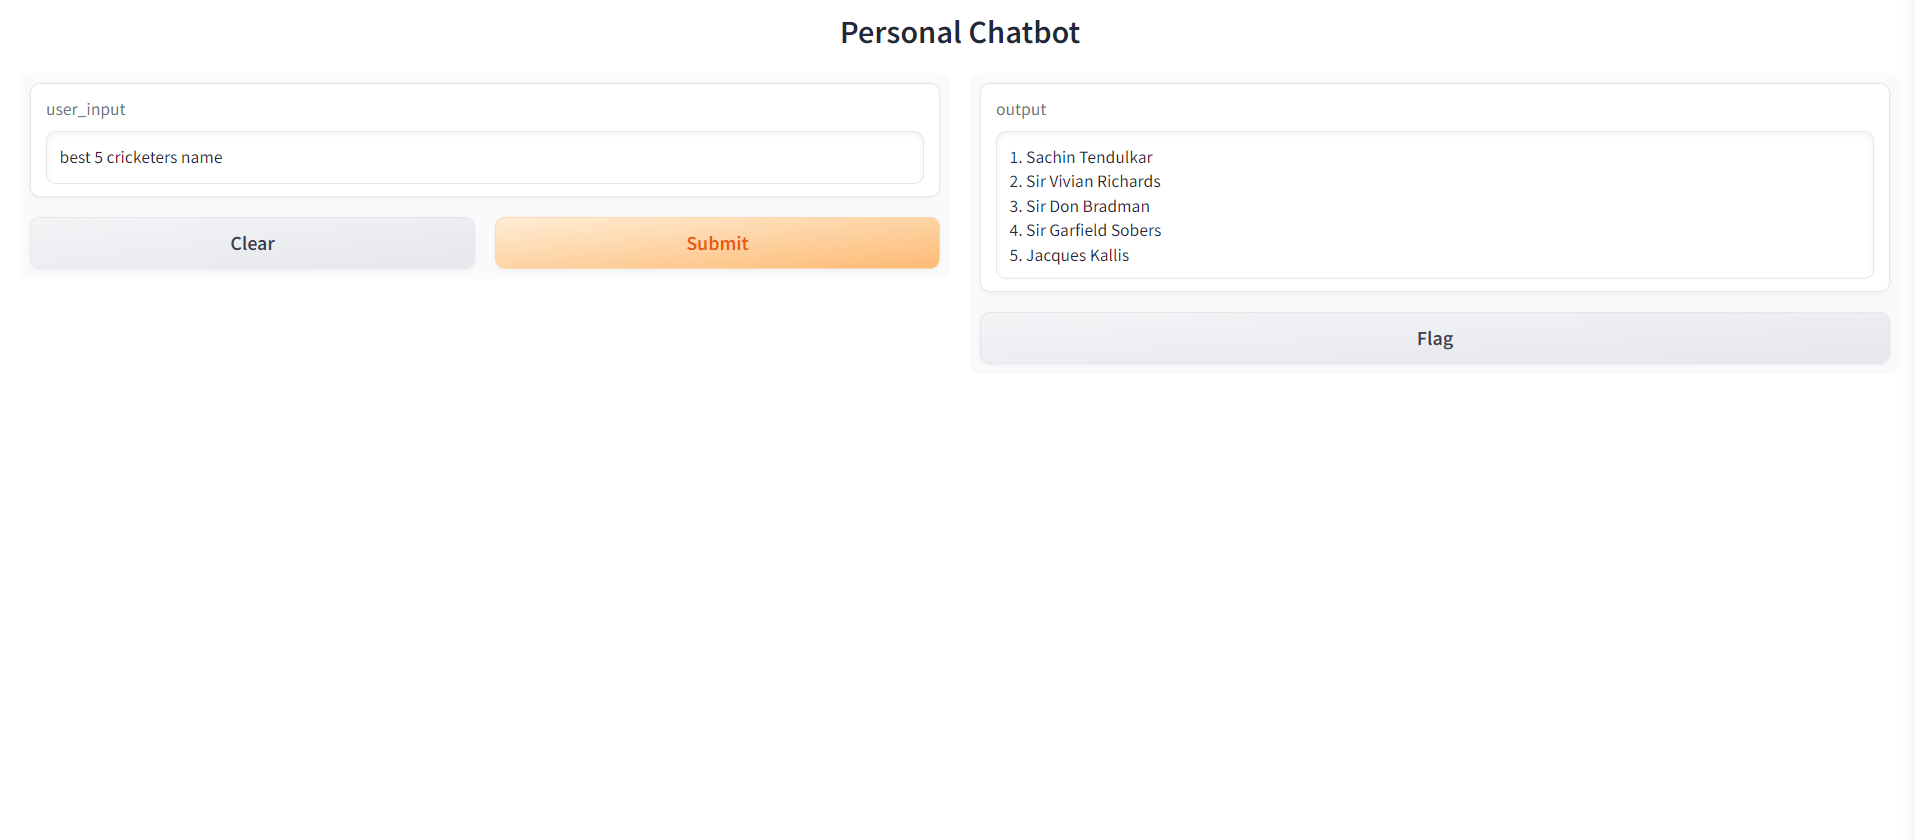 Personal Chatbot
user_input
best 5 cricketers name
Clear
Submit
output
1. Sachin Tendulkar
2. Sir Vivian Richards
3. Sir Don Bradman
4. Sir Garfield Sobers
5. Jacques Kallis
Flag